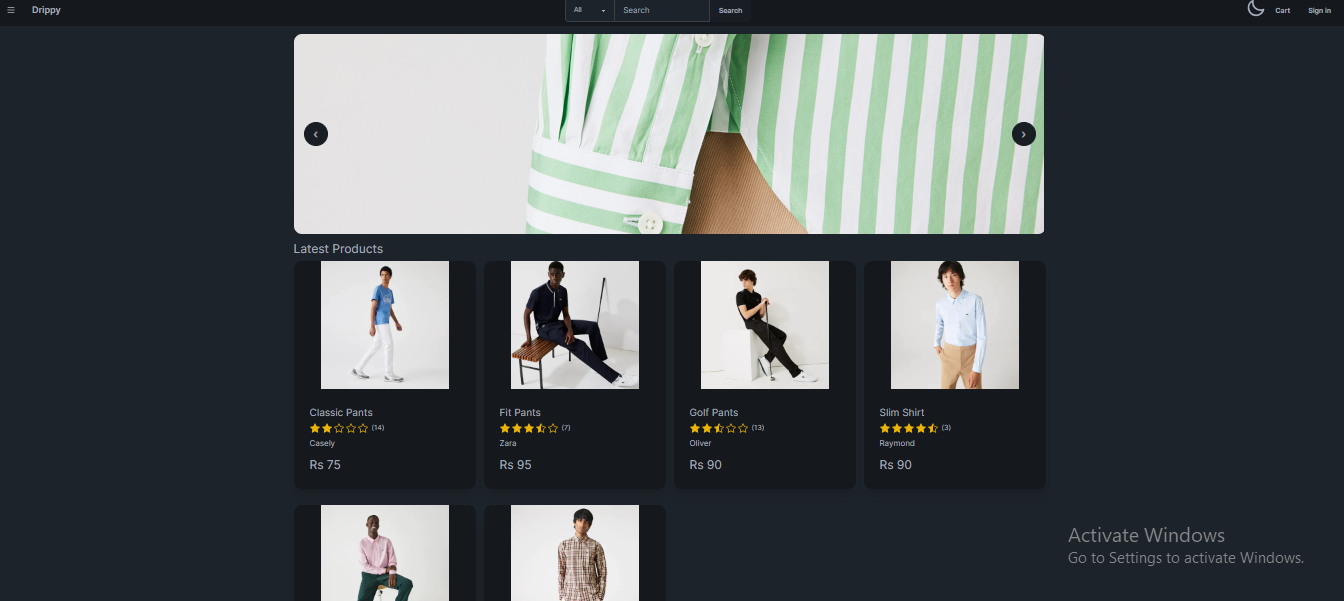 Drippy
All
Search
Search
Cart
Sign in
Latest Products
Classic Pants
(14)
Casely
Rs 75
Fit Pants
(7)
Zara
Rs 95
Golf Pants
(13)
Oliver
Rs 90
Slim Shirt
(3)
Raymond
Rs 90
Activate Windows
Go to Settings to activate Windows.